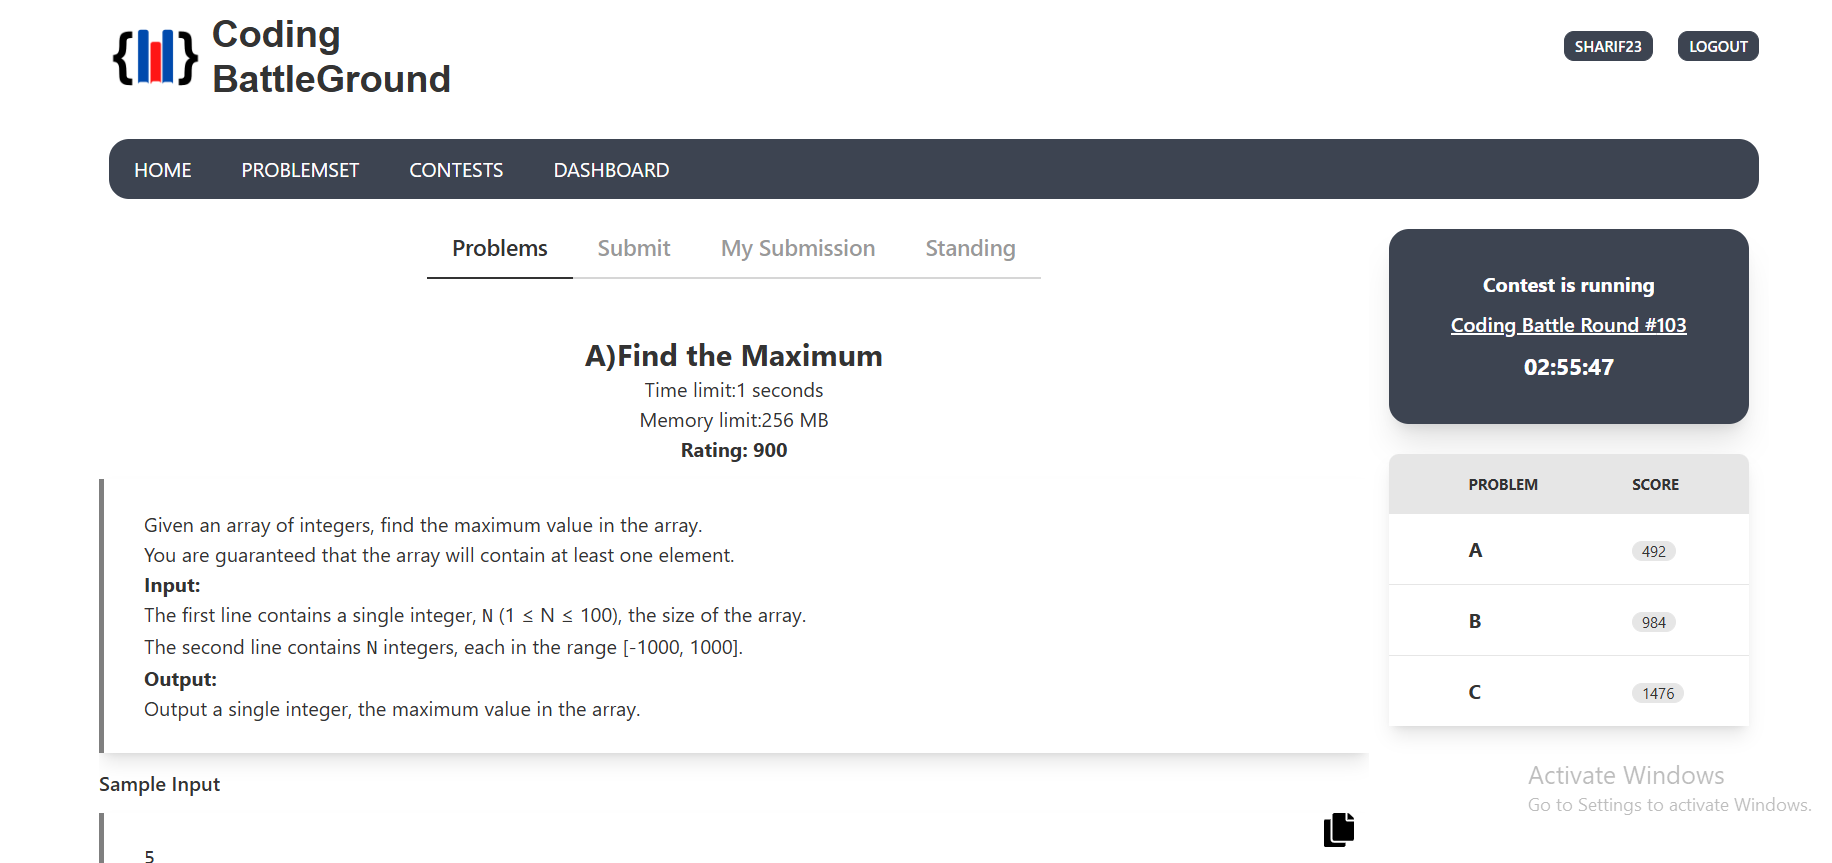 Coding
BattleGround
SHARIF23
LOGOUT
HOME
PROBLEMSET
CONTESTS
DASHBOARD
Problems
Submit
My Submission
Standing
A)Find the Maximum
Time limit:1 seconds
Memory limit:256 MB
Rating: 900
Given an array of integers, find the maximum value in the array.
You are guaranteed that the array will contain at least one element.
Input:
The first line contains a single integer, N (1 ≤ N ≤ 100), the size of the array.
The second line contains N integers, each in the range [-1000, 1000].
Output:
Output a single integer, the maximum value in the array.
Sample Input
5
Contest is running
Coding Battle Round #103
02:55:47
PROBLEM SCORE
A 492
B 984
C 1476
Activate Windows
Go to Settings to activate Windows.